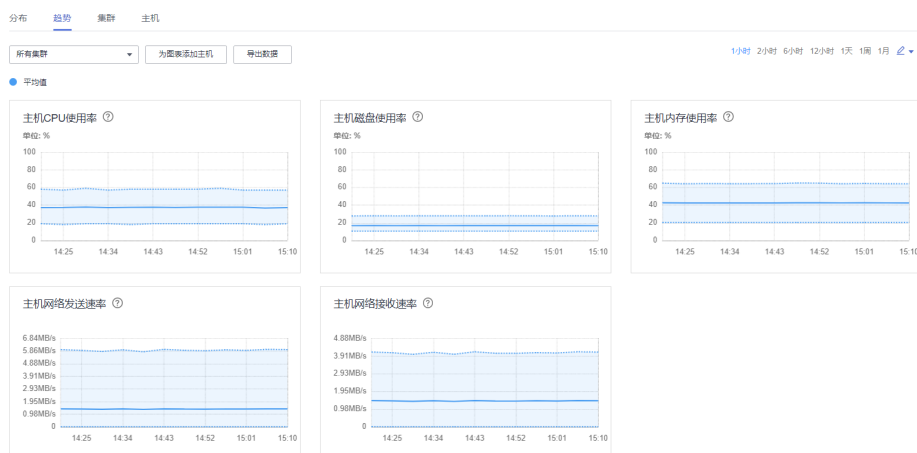 分布 趋势 集群 主机
所有集群 为图表添加主机 导出数据 1小时 2小时 6小时 12小时 1天 1周 1月
平均值
主机CPU使用率
单位: %
100
80
60
40
20
0
14:25 14:34 14:43 14:52 15:01 15:10
主机磁盘使用率
单位: %
100
80
60
40
20
0
14:25 14:34 14:43 14:52 15:01 15:10
主机内存使用率
单位: %
100
80
60
40
20
0
14:25 14:34 14:43 14:52 15:01 15:10
主机网络发送速率
6.84MB/s
5.86MB/s
4.88MB/s
3.91MB/s
2.93MB/s
1.95MB/s
0.98MB/s
0
14:25 14:34 14:43 14:52 15:01 15:10
主机网络接收速率
4.88MB/s
3.91MB/s
2.93MB/s
1.95MB/s
0.98MB/s
0
14:25 14:34 14:43 14:52 15:01 15:10